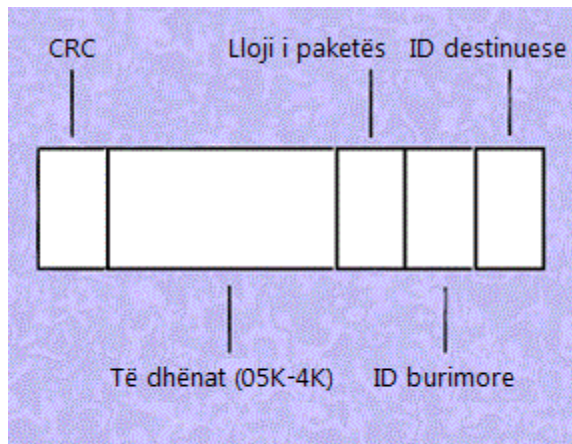 CRC
Lloji i paketës
ID destinuese
Të dhënat (05K-4K)
ID burimore